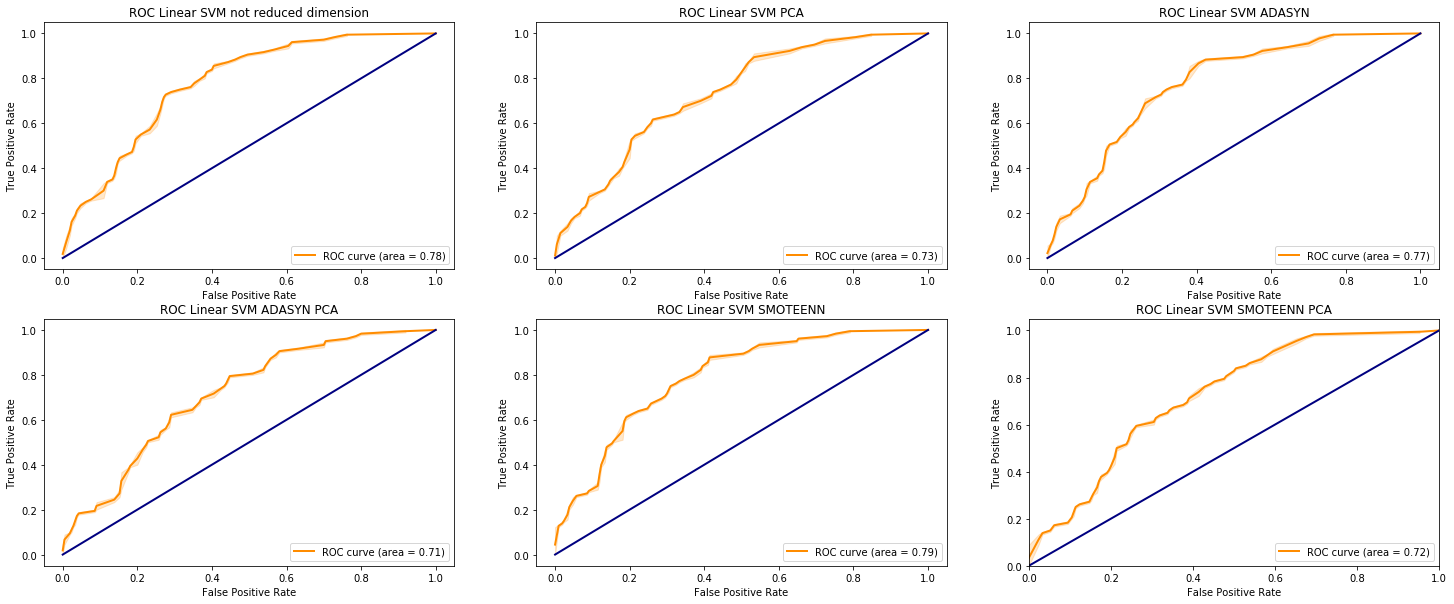 ROC Linear SVM not reduced dimension
True Positive Rate
1.0
0.8
0.6
0.4
0.2
0.0
ROC curve (area = 0.78)
0.0 0.2 0.4 0.6 0.8 1.0
False Positive Rate
ROC Linear SVM PCA
True Positive Rate
1.0
0.8
0.6
0.4
0.2
0.0
ROC curve (area = 0.73)
0.0 0.2 0.4 0.6 0.8 1.0
False Positive Rate
ROC Linear SVM ADASYN
True Positive Rate
1.0
0.8
0.6
0.4
0.2
0.0
ROC curve (area = 0.77)
0.0 0.2 0.4 0.6 0.8 1.0
False Positive Rate
ROC Linear SVM ADASYN PCA
True Positive Rate
1.0
0.8
0.6
0.4
0.2
0.0
ROC curve (area = 0.71)
0.0 0.2 0.4 0.6 0.8 1.0
False Positive Rate
ROC Linear SVM SMOTEENN
True Positive Rate
1.0
0.8
0.6
0.4
0.2
0.0
ROC curve (area = 0.79)
0.0 0.2 0.4 0.6 0.8 1.0
False Positive Rate
ROC Linear SVM SMOTEENN PCA
True Positive Rate
1.0
0.8
0.6
0.4
0.2
0.0
ROC curve (area = 0.72)
0.0 0.2 0.4 0.6 0.8 1.0
False Positive Rate